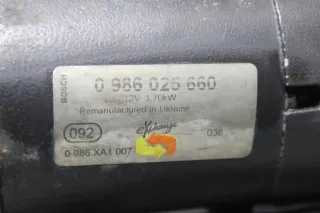 BOSCH
0 986 025 660
12V 1,70kW
Remanufactured in Ukraine
092
eXchange
038
0 986 XA1 007